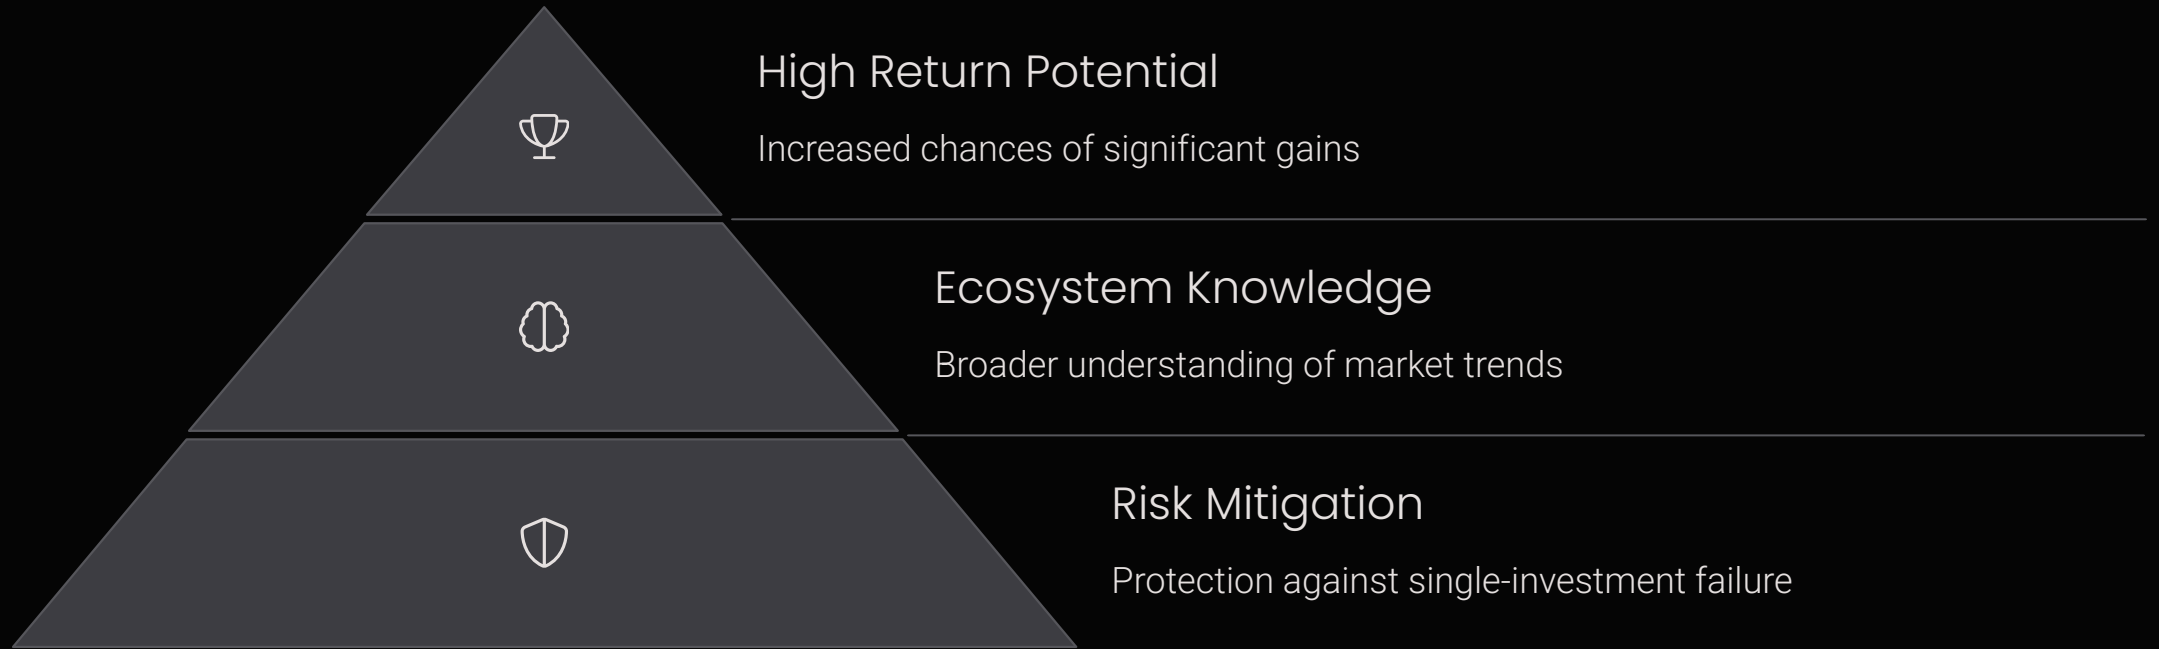 High Return Potential
Increased chances of significant gains
Ecosystem Knowledge
Broader understanding of market trends
Risk Mitigation
Protection against single-investment failure